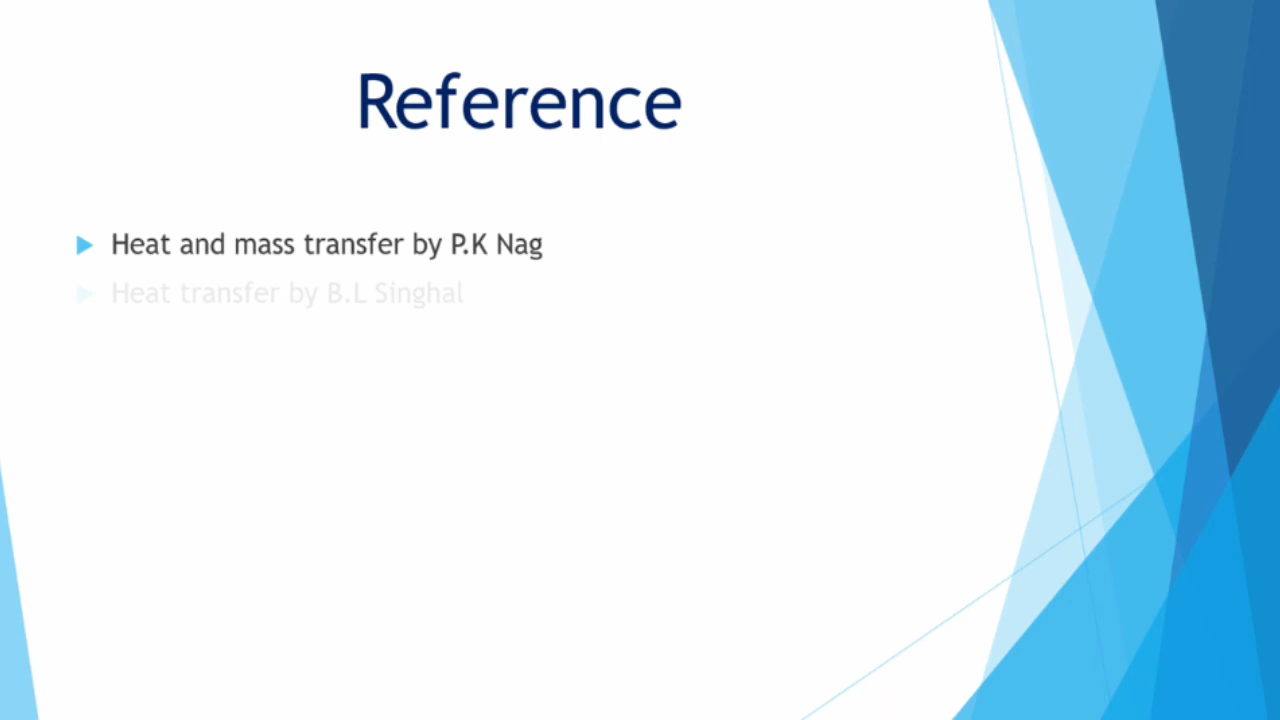 Reference
Heat and mass transfer by P.K Nag
Heat transfer by B.L Singhal